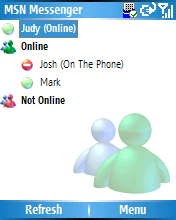 MSN Messenger
Judy (Online)
Online
Josh (On The Phone)
Mark
Not Online
Refresh Menu